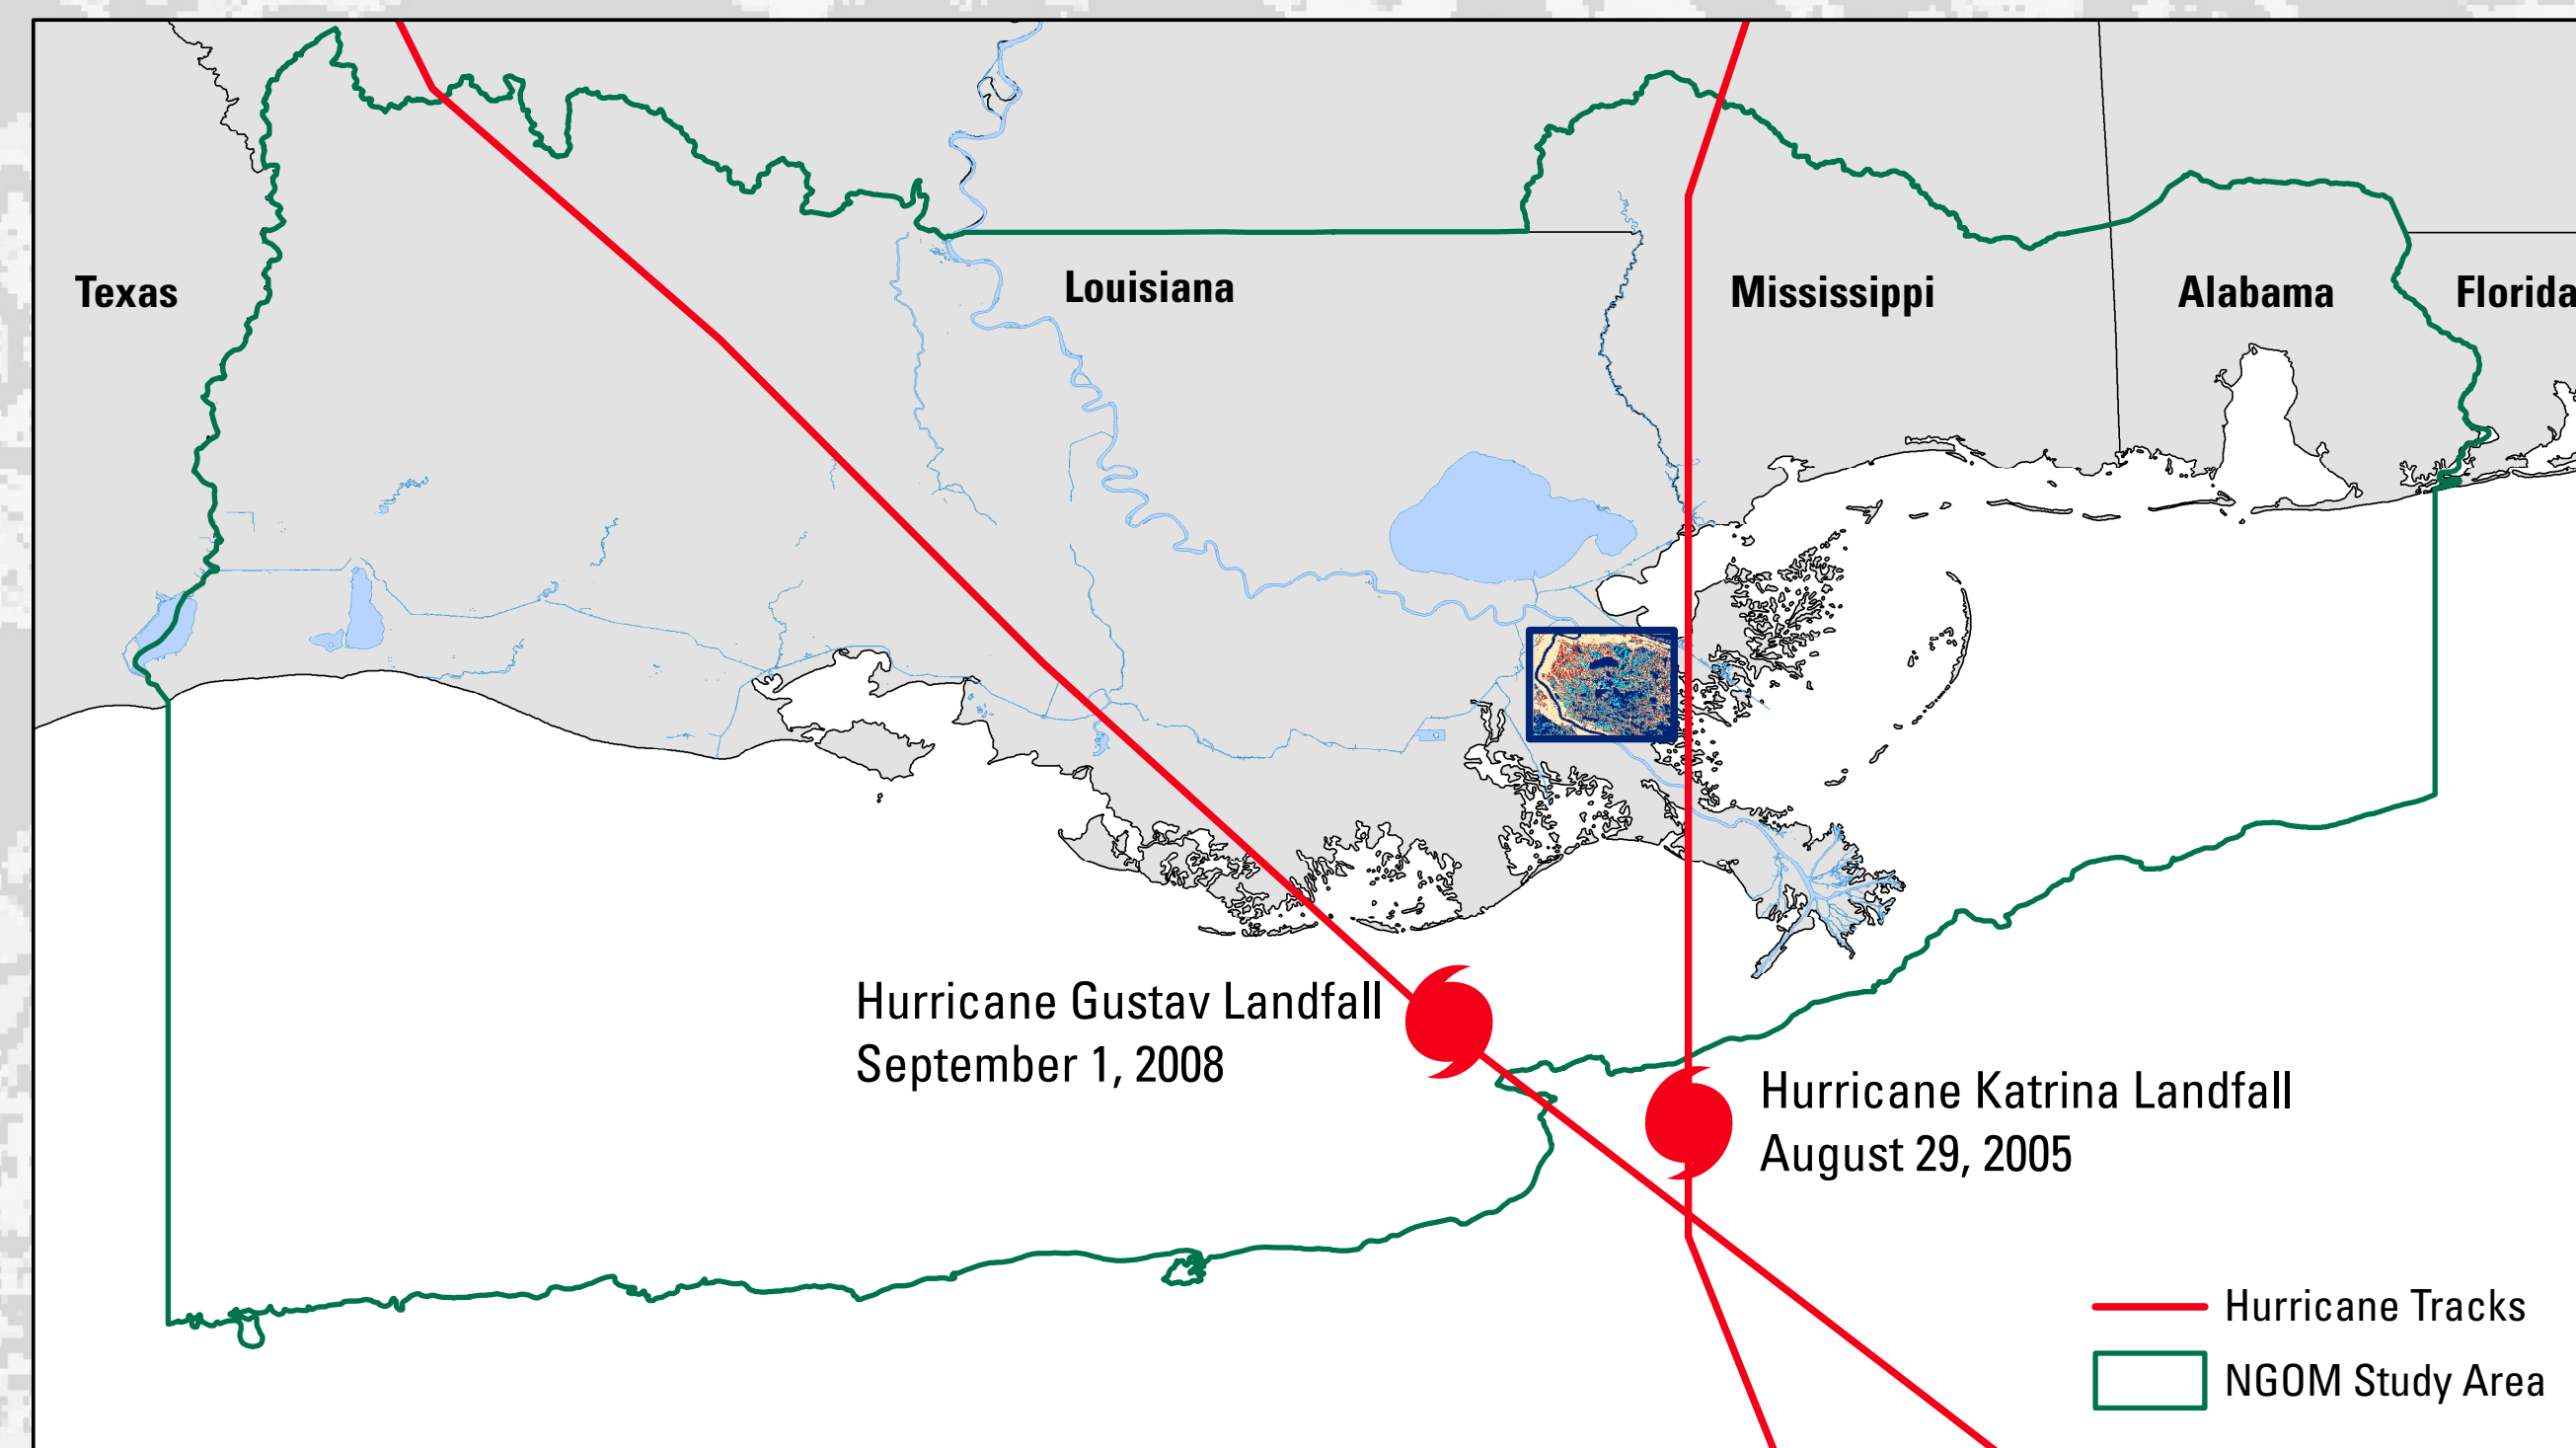 Texas
Louisiana
Mississippi
Alabama
Florida
Hurricane Gustav Landfall
September 1, 2008
Hurricane Katrina Landfall
August 29, 2005
Hurricane Tracks
NGOM Study Area